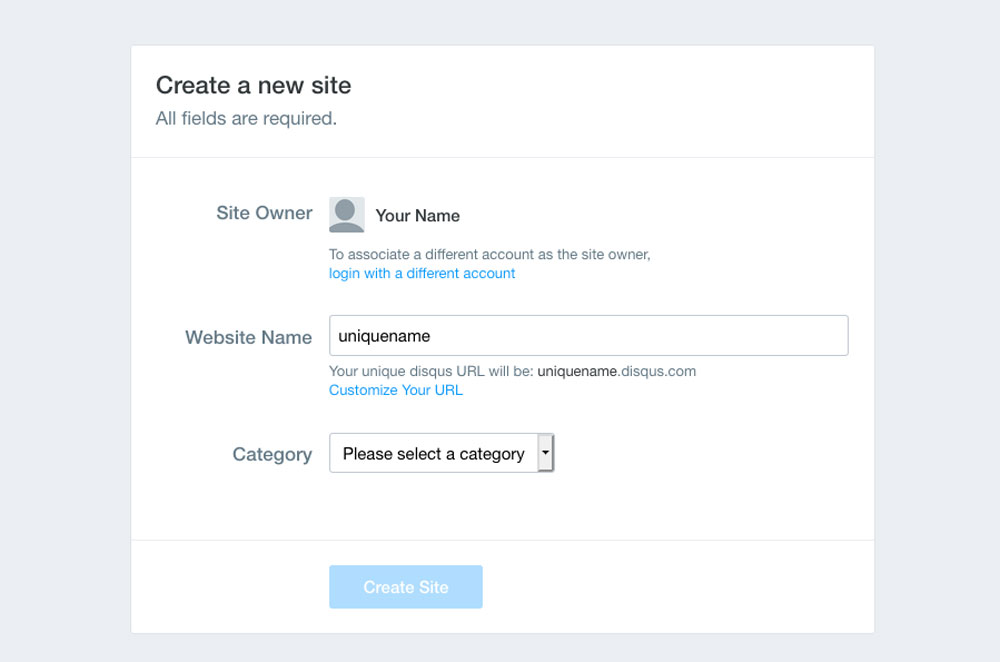 Create a new site
All fields are required.
Site Owner
Your Name
To associate a different account as the site owner,
login with a different account
Website Name
uniquename
Your unique disqus URL will be: uniquename.disqus.com
Customize Your URL
Category
Please select a category
Create Site